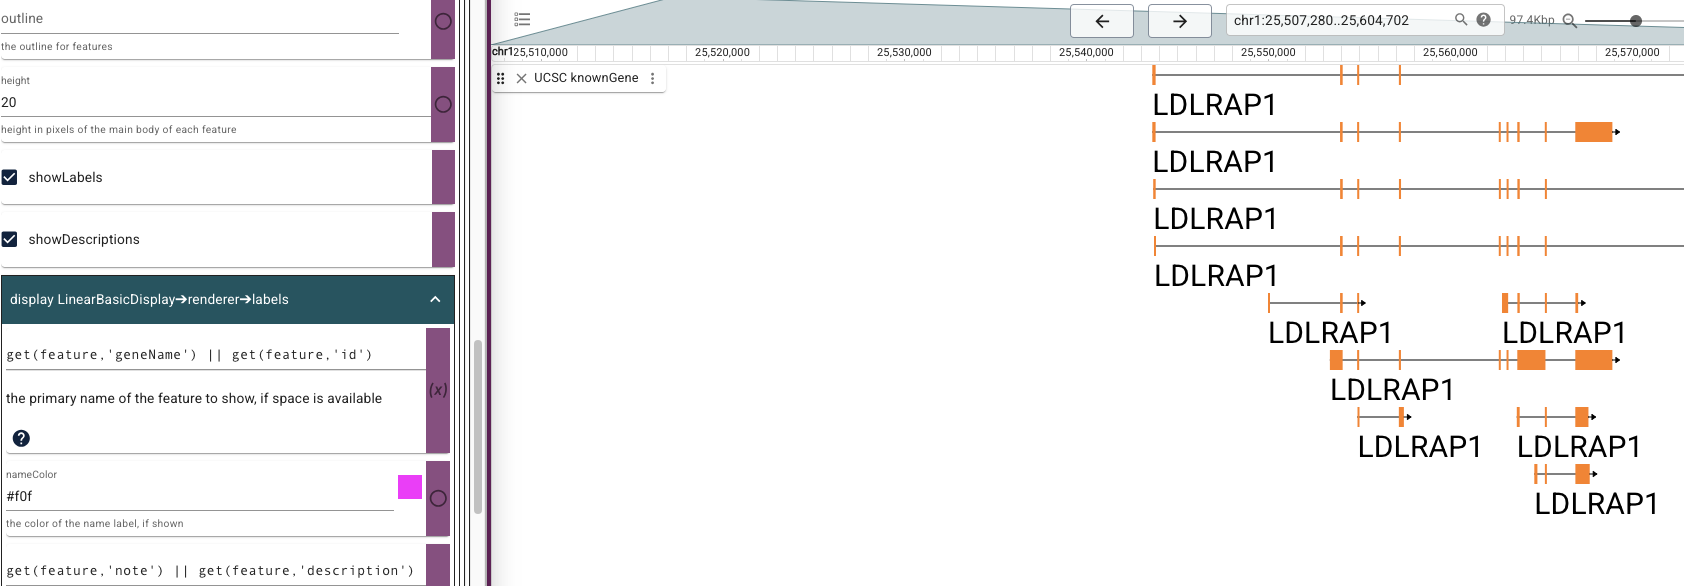 outline
the outline for features
height
20
height in pixels of the main body of each feature
showLabels
showDescriptions
display LinearBasicDisplay➔renderer➔labels
get(feature,'geneName') || get(feature,'id')
(x)
the primary name of the feature to show, if space is available
nameColor
#f0f
the color of the name label, if shown
get(feature,'note') || get(feature,'description')
chr1:25,507,280..25,604,702
97.4Kbp
chr1 25,510,000 25,520,000 25,530,000 25,540,000 25,550,000 25,560,000 25,570,000
UCSC knownGene
LDLRAP1
LDLRAP1
LDLRAP1
LDLRAP1
LDLRAP1 LDLRAP1
LDLRAP1
LDLRAP1 LDLRAP1
LDLRAP1